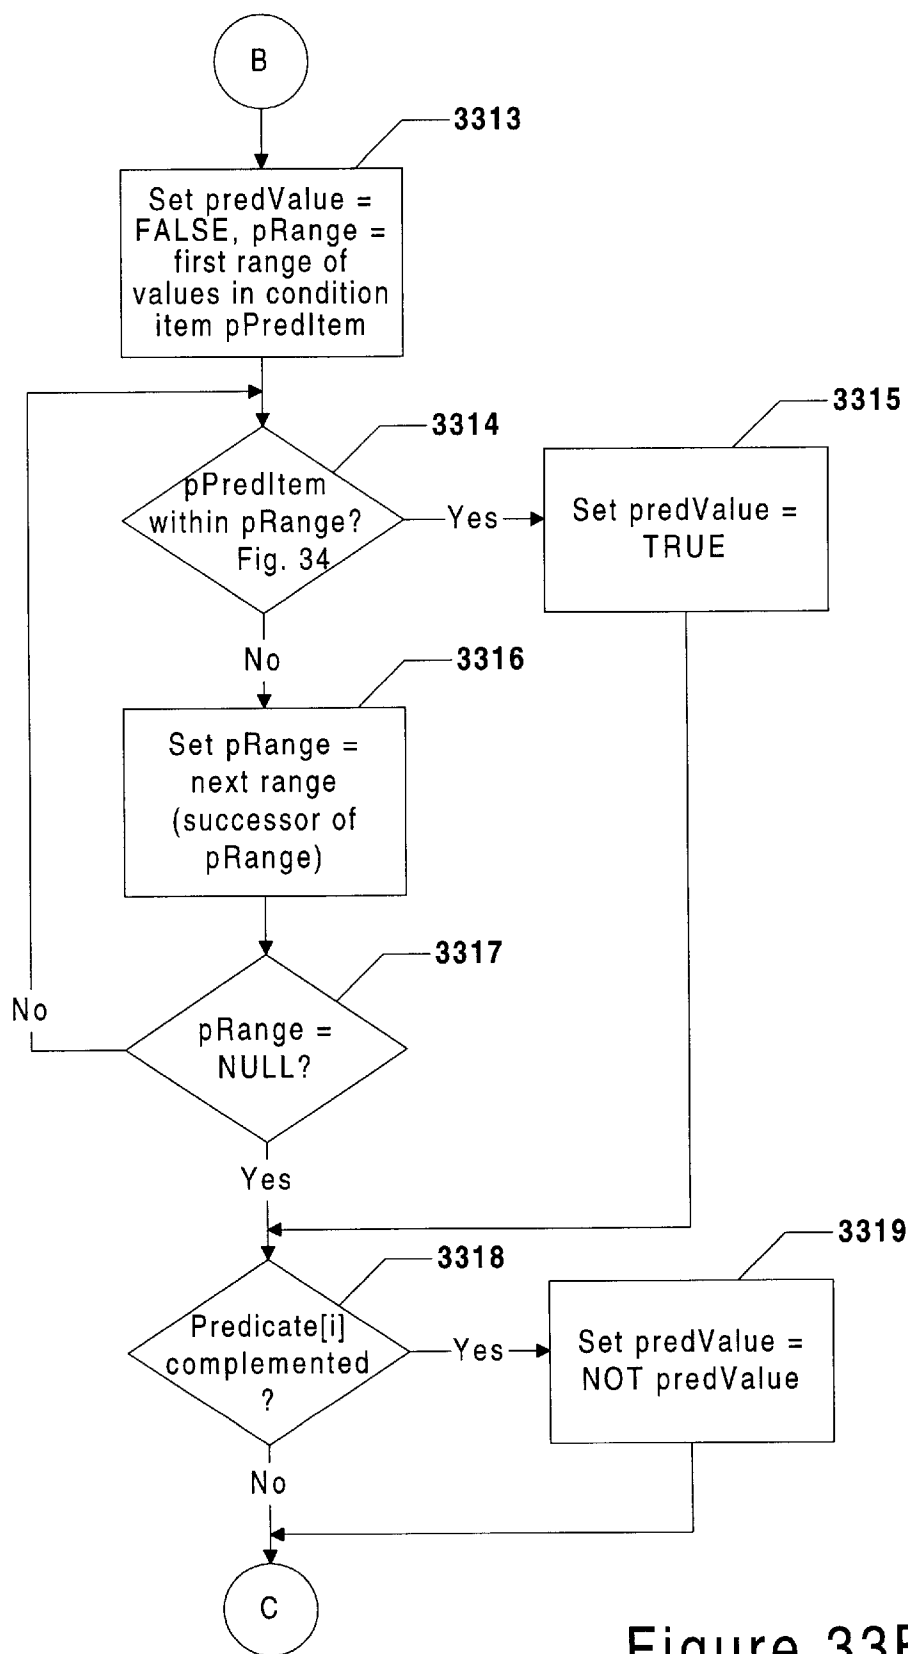 B
3313
Set predValue =
FALSE, pRange =
first range of
values in condition
item pPredItem
3314
pPredItem
within pRange?
Fig. 34
Yes
3315
Set predValue =
TRUE
No
3316
Set pRange =
next range
(successor of
pRange)
3317
pRange =
NULL?
No
Yes
3318
Predicate[i]
complemented
?
Yes
3319
Set predValue =
NOT predValue
No
C
Figure 33B